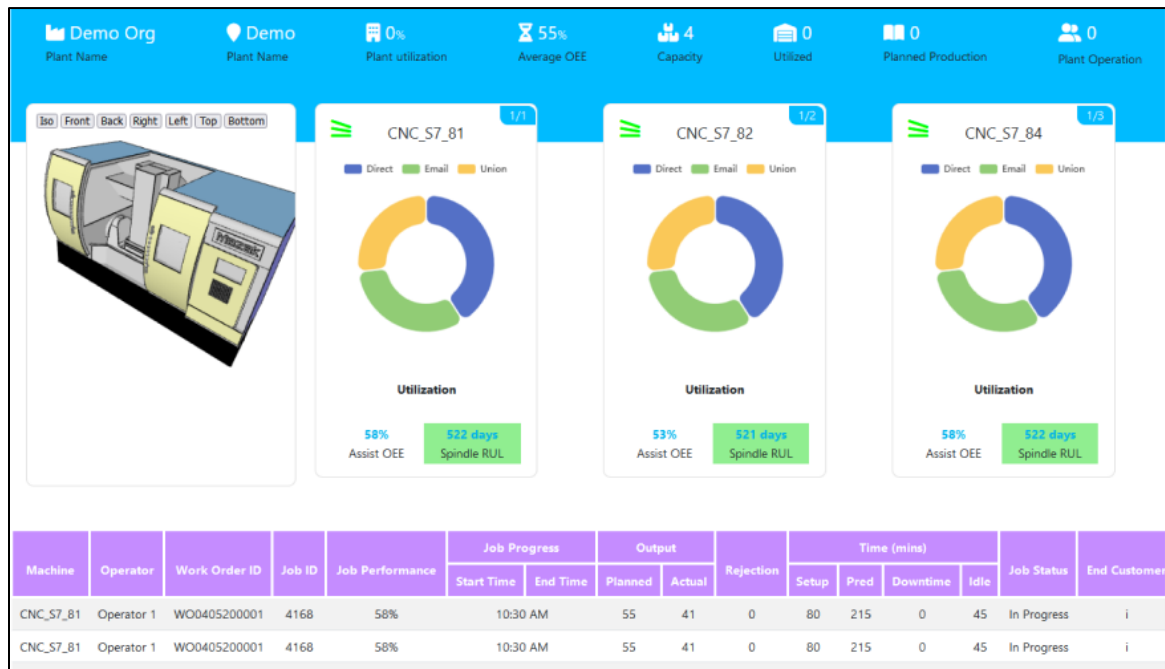 Demo Org
Plant Name
Demo
Plant Name
0%
Plant utilization
55%
Average OEE
4
Capacity
0
Utilized
0
Planned Production
0
Plant Operation
Iso Front Back Right Left Top Bottom
Mazak
1/1
CNC_S7_81
Direct Email Union
Utilization
58% 522 days
Assist OEE Spindle RUL
1/2
CNC_S7_82
Direct Email Union
Utilization
53% 521 days
Assist OEE Spindle RUL
1/3
CNC_S7_84
Direct Email Union
Utilization
58% 522 days
Assist OEE Spindle RUL
Machine Operator Work Order ID Job ID Job Performance Job Progress Output Rejection Time (mins) Job Status End Customer
Start Time End Time Planned Actual Setup Pred Downtime Idle
CNC_S7_81 Operator 1 WO0405200001 4168 58% 10:30 AM 55 41 0 80 215 0 45 In Progress i
CNC_S7_81 Operator 1 WO0405200001 4168 58% 10:30 AM 55 41 0 80 215 0 45 In Progress i